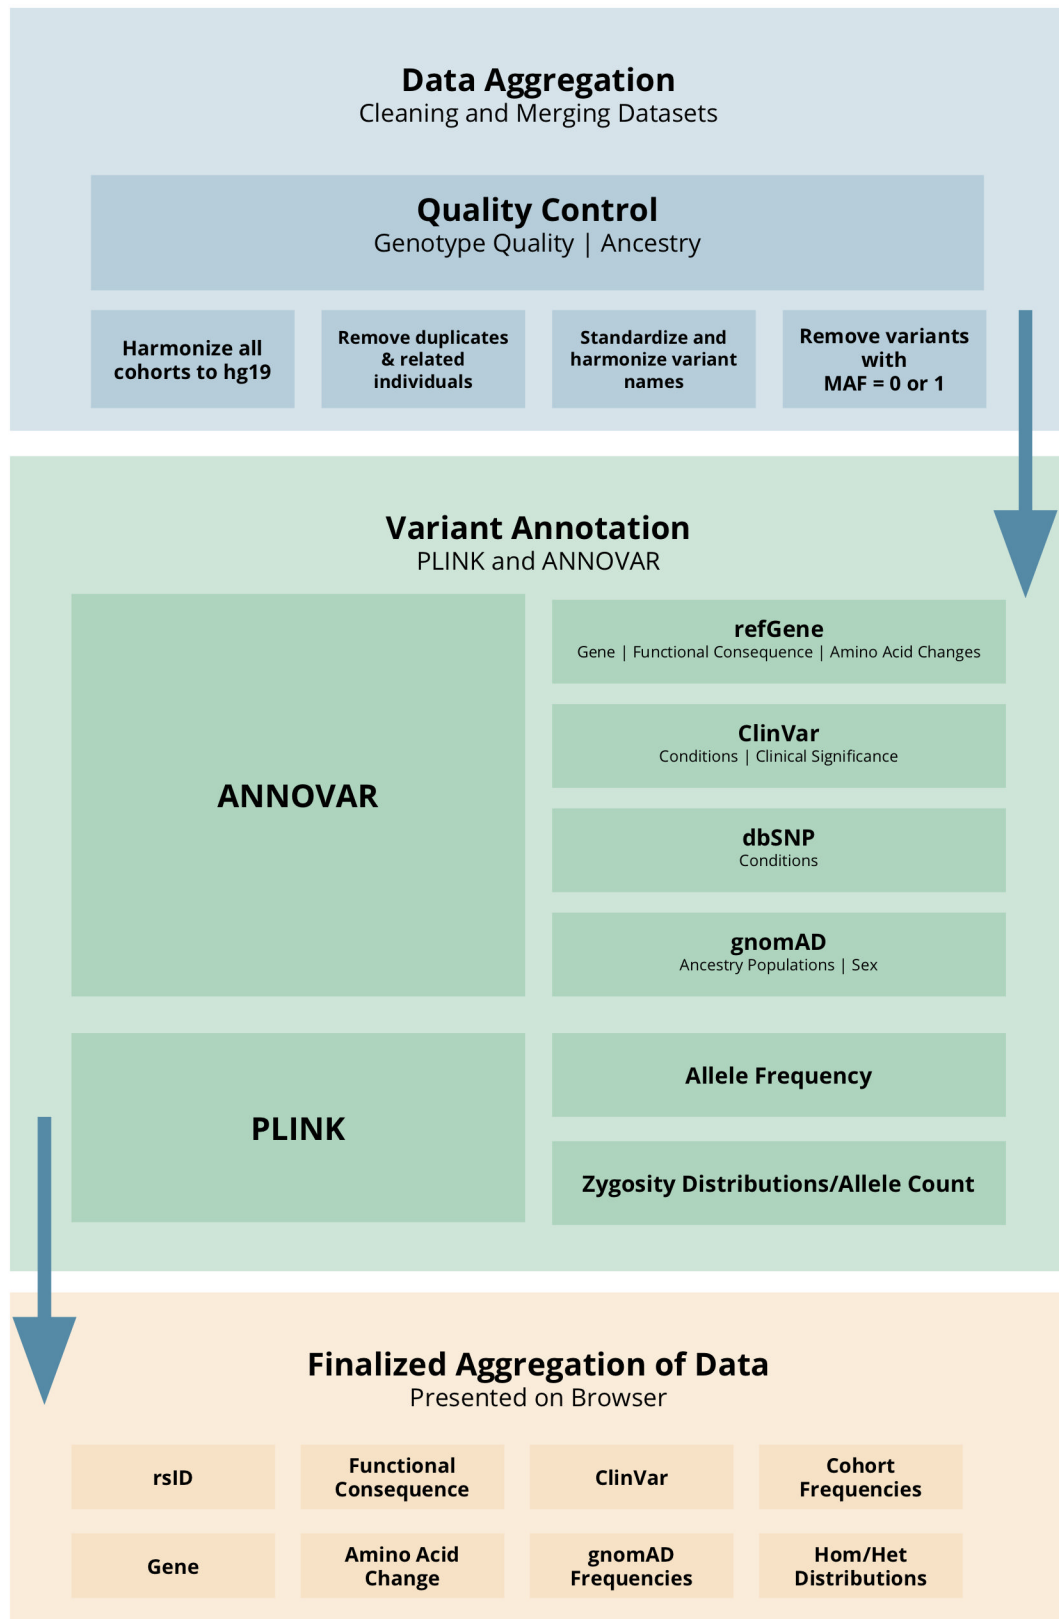 Data Aggregation
Cleaning and Merging Datasets
Quality Control
Genotype Quality | Ancestry
Harmonize all
cohorts to hg19
Remove duplicates
& related
individuals
Standardize and
harmonize variant
names
Remove variants
with
MAF = 0 or 1
Variant Annotation
PLINK and ANNOVAR
ANNOVAR
refGene
Gene | Functional Consequence | Amino Acid Changes
ClinVar
Conditions | Clinical Significance
dbSNP
Conditions
gnomAD
Ancestry Populations | Sex
PLINK
Allele Frequency
Zygosity Distributions/Allele Count
Finalized Aggregation of Data
Presented on Browser
rsID
Functional
Consequence
ClinVar
Cohort
Frequencies
Gene
Amino Acid
Change
gnomAD
Frequencies
Hom/Het
Distributions